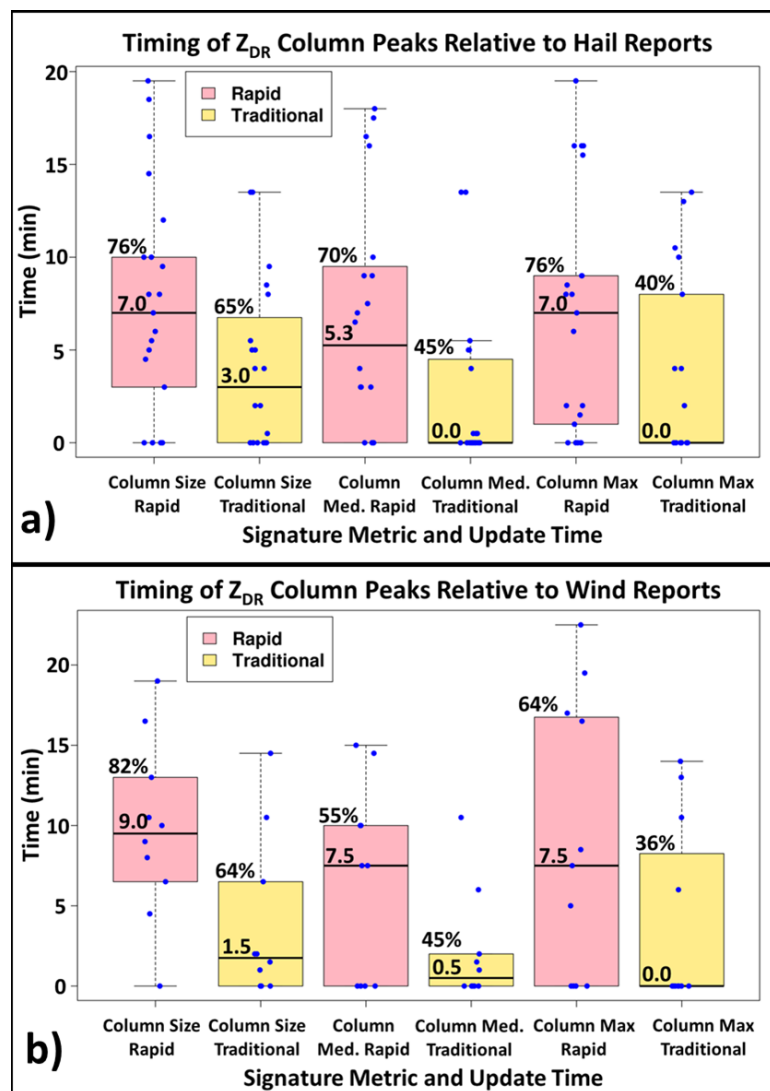 Timing of Z_DR Column Peaks Relative to Hail Reports
Rapid
Traditional
Time (min)
20
15
10
5
0
76%
7.0
65%
3.0
70%
5.3
45%
0.0
76%
7.0
40%
0.0
Column Size Rapid
Column Size Traditional
Column Med. Rapid
Column Med. Traditional
Column Max Rapid
Column Max Traditional
a)
Signature Metric and Update Time
Timing of Z_DR Column Peaks Relative to Wind Reports
Rapid
Traditional
Time (min)
20
15
10
5
0
82%
9.0
64%
1.5
55%
7.5
45%
0.5
64%
7.5
36%
0.0
Column Size Rapid
Column Size Traditional
Column Med. Rapid
Column Med. Traditional
Column Max Rapid
Column Max Traditional
b)
Signature Metric and Update Time